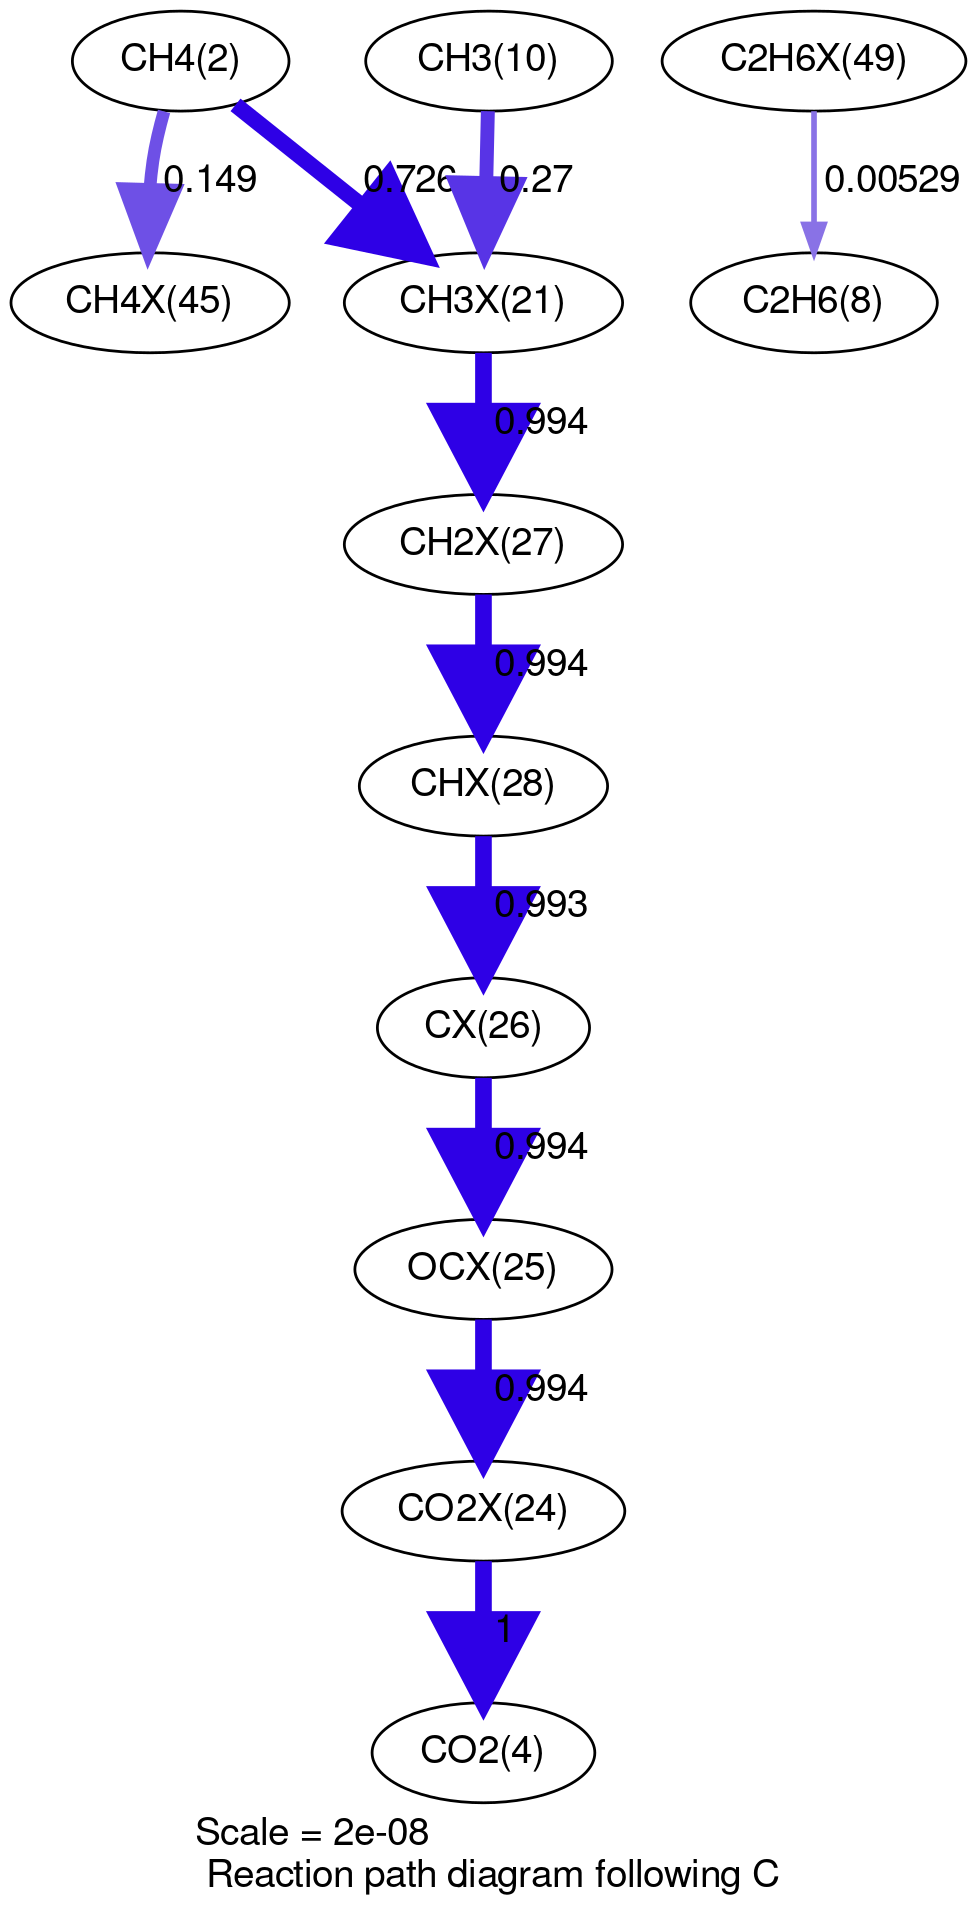 CH4(2)
CH3(10)
C2H6X(49)
0.149
0.726
0.27
0.00529
CH4X(45)
CH3X(21)
C2H6(8)
0.994
CH2X(27)
0.994
CHX(28)
0.993
CX(26)
0.994
OCX(25)
0.994
CO2X(24)
1
CO2(4)
Scale = 2e-08
Reaction path diagram following C